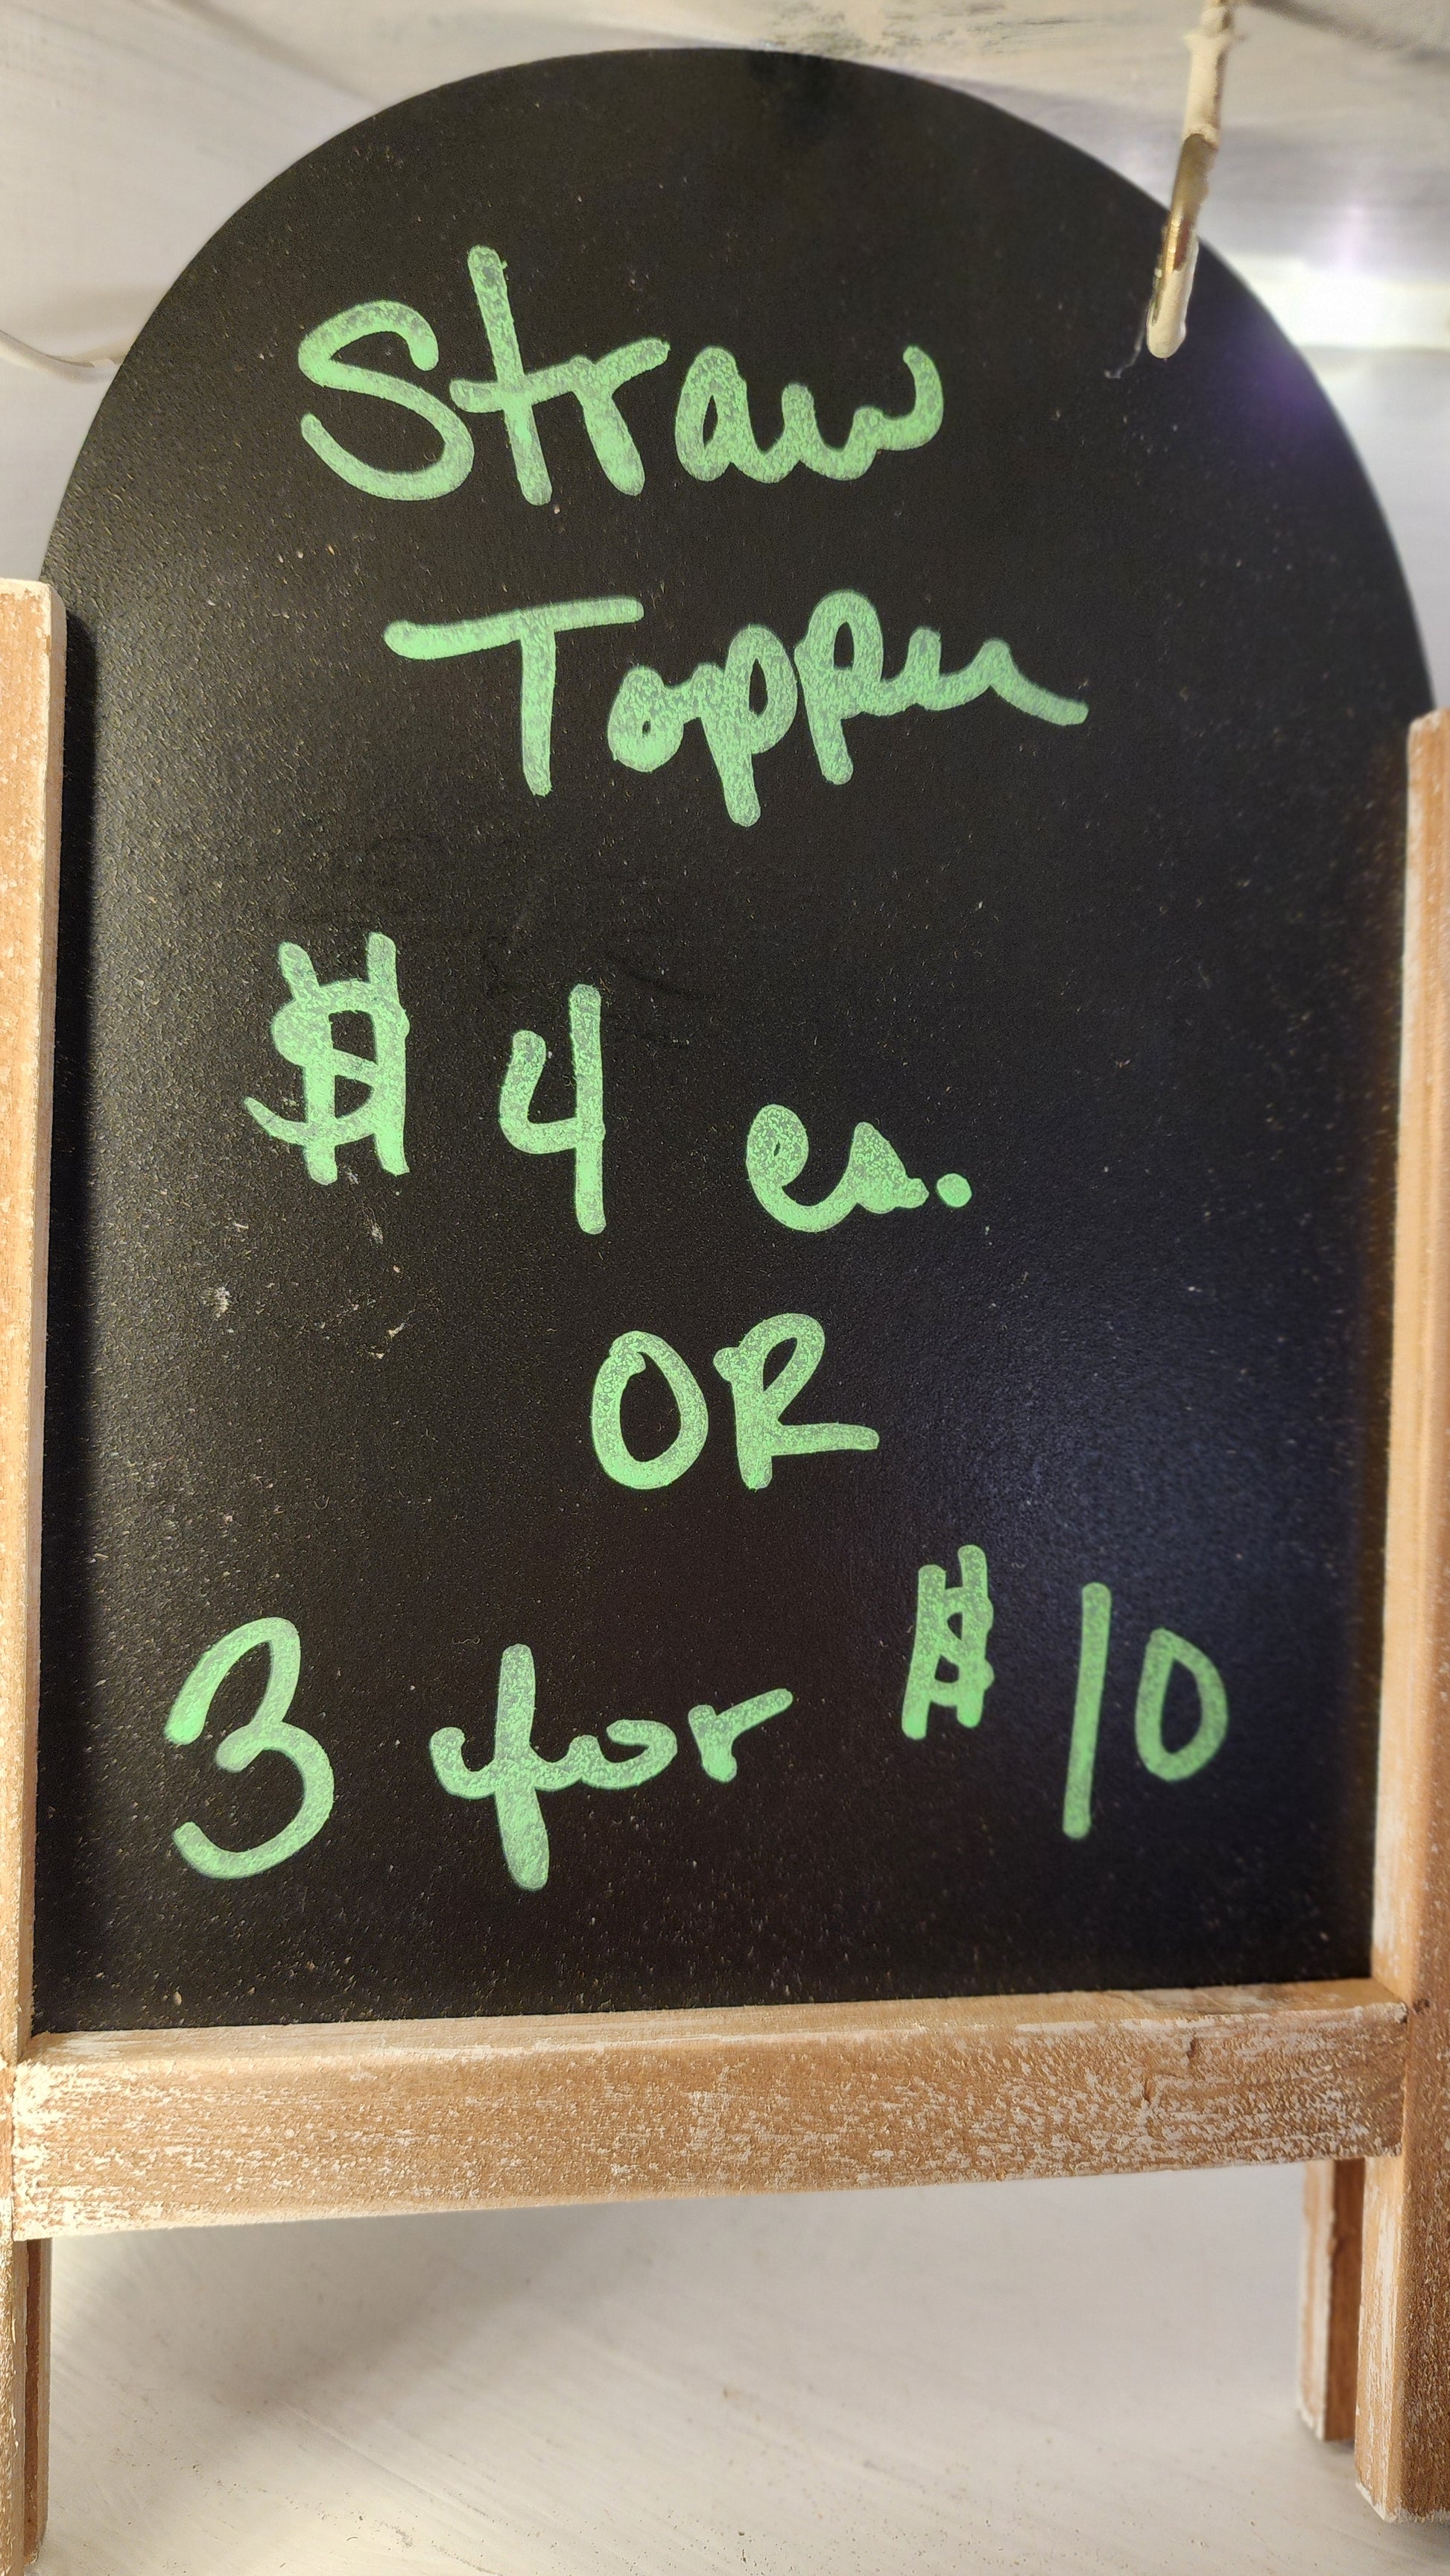 Straw
Topper
$4 ea.
OR
3 for $10